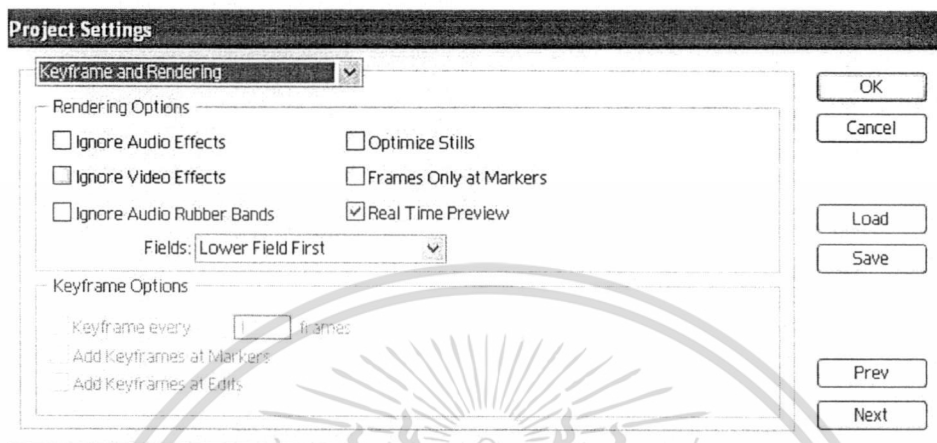 Project Settings
Keyframe and Rendering
Rendering Options
Ignore Audio Effects
Optimize Stills
Ignore Video Effects
Frames Only at Markers
Ignore Audio Rubber Bands
Real Time Preview
Fields: Lower Field First
Keyframe Options
Keyframe every 1 frames
Add Keyframes at Markers
Add Keyframes at Edits
OK
Cancel
Load
Save
Prev
Next